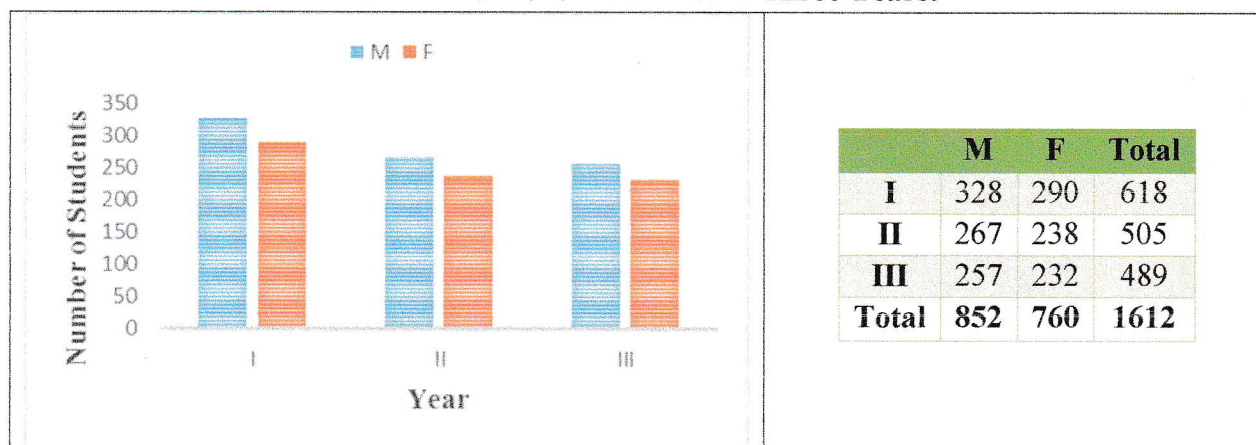 M F
Number of Students
350
300
250
200
150
100
50
0
I II III
Year
M F Total
I 328 290 618
II 267 238 505
III 257 232 489
Total 852 760 1612